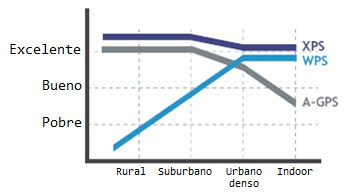 XPS
WPS
Excelente
Bueno
A-GPS
Pobre
Rural Suburbano Urbano denso Indoor